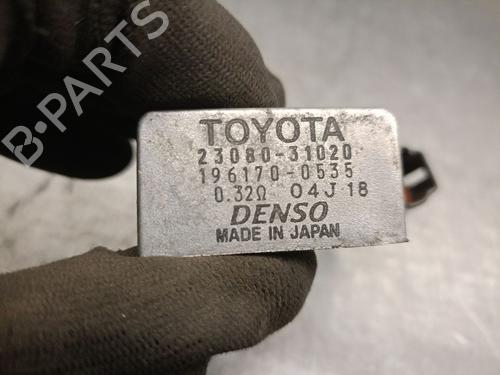 TOYOTA
23080-31020
196170-0535
0.32Ω 04J18
DENSO
MADE IN JAPAN
B-PARTS